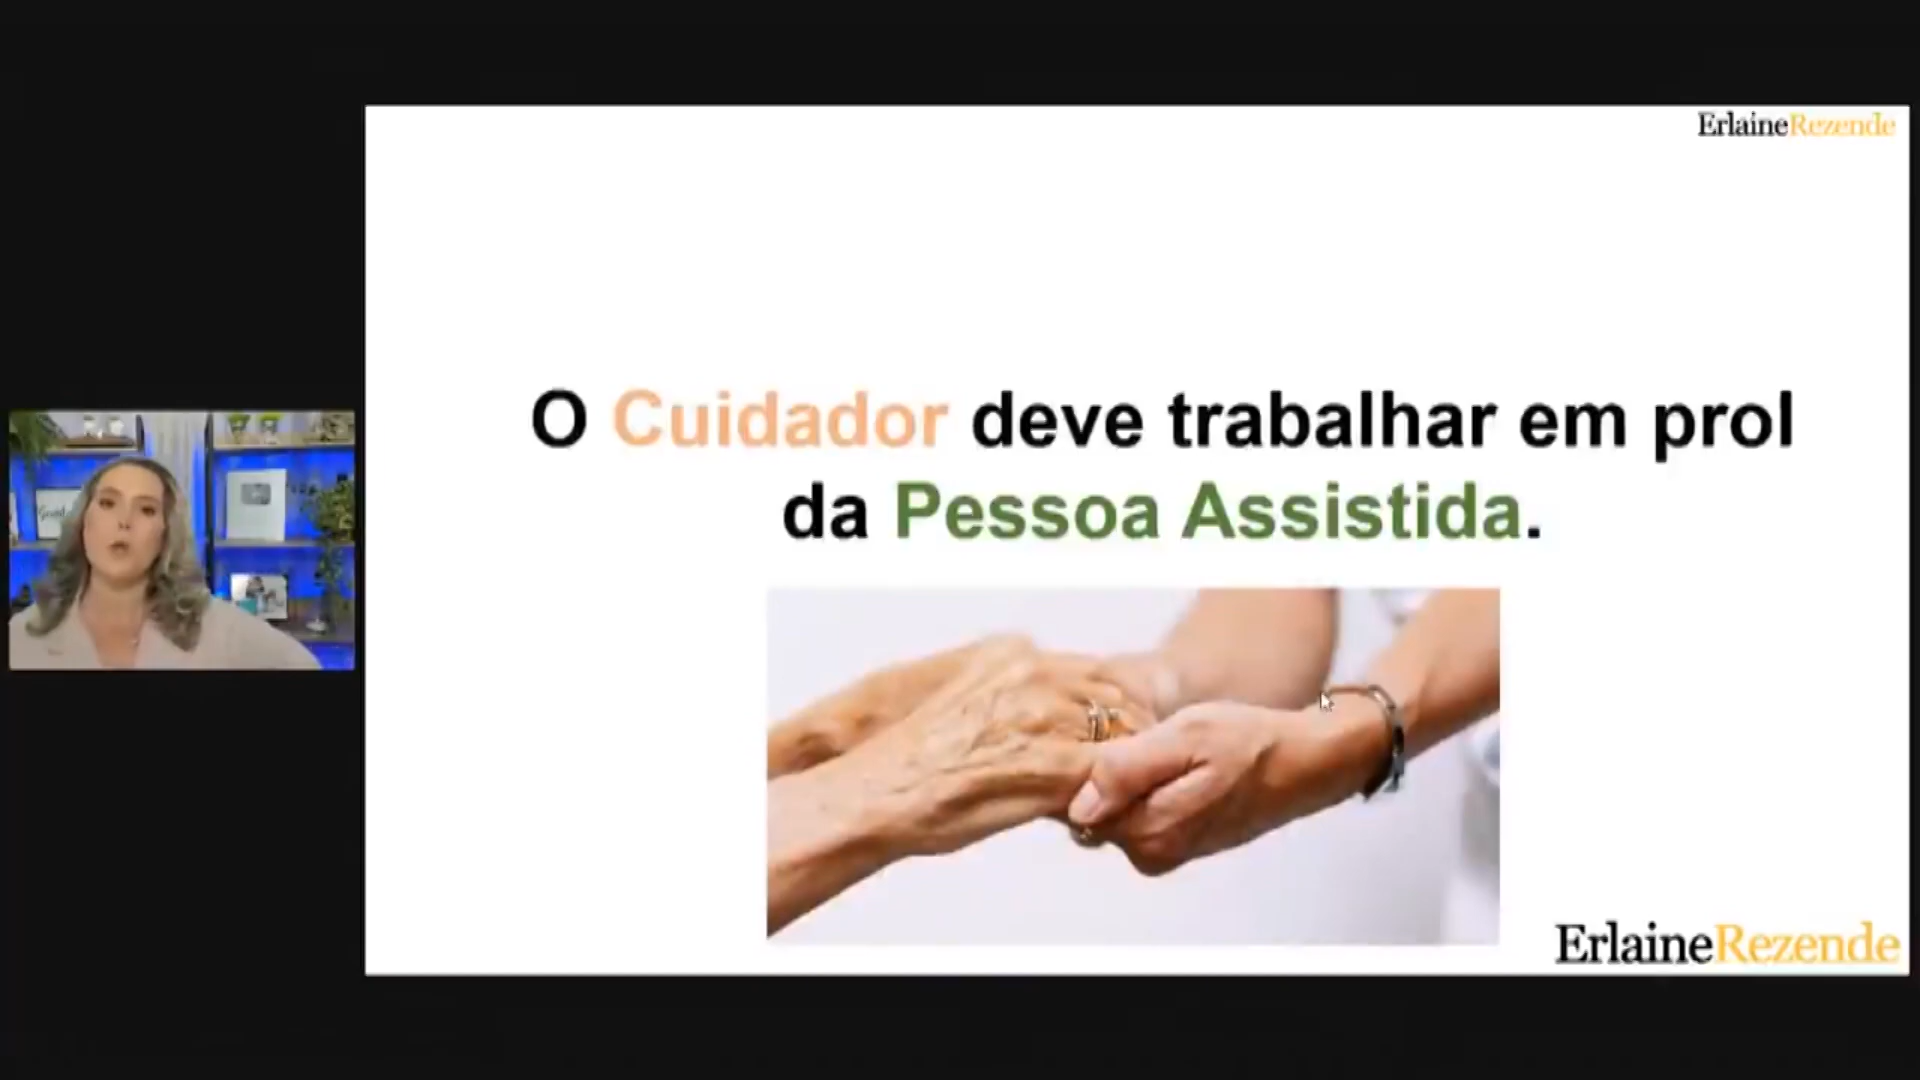 ErlaineRezende
O Cuidador deve trabalhar em prol
da Pessoa Assistida.
ErlaineRezende